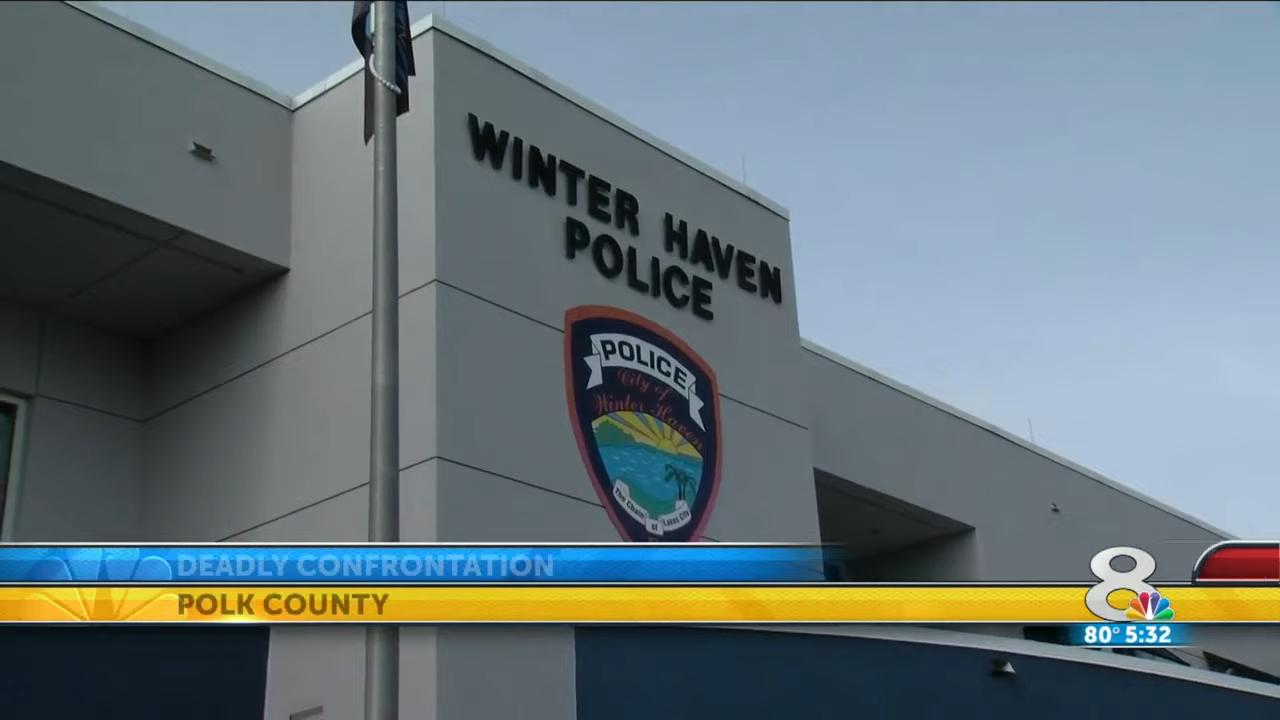 WINTER HAVEN
POLICE
POLICE
City of
Winter Haven
The Chain of Lakes City
DEADLY CONFRONTATION
POLK COUNTY
8
80° 5:32